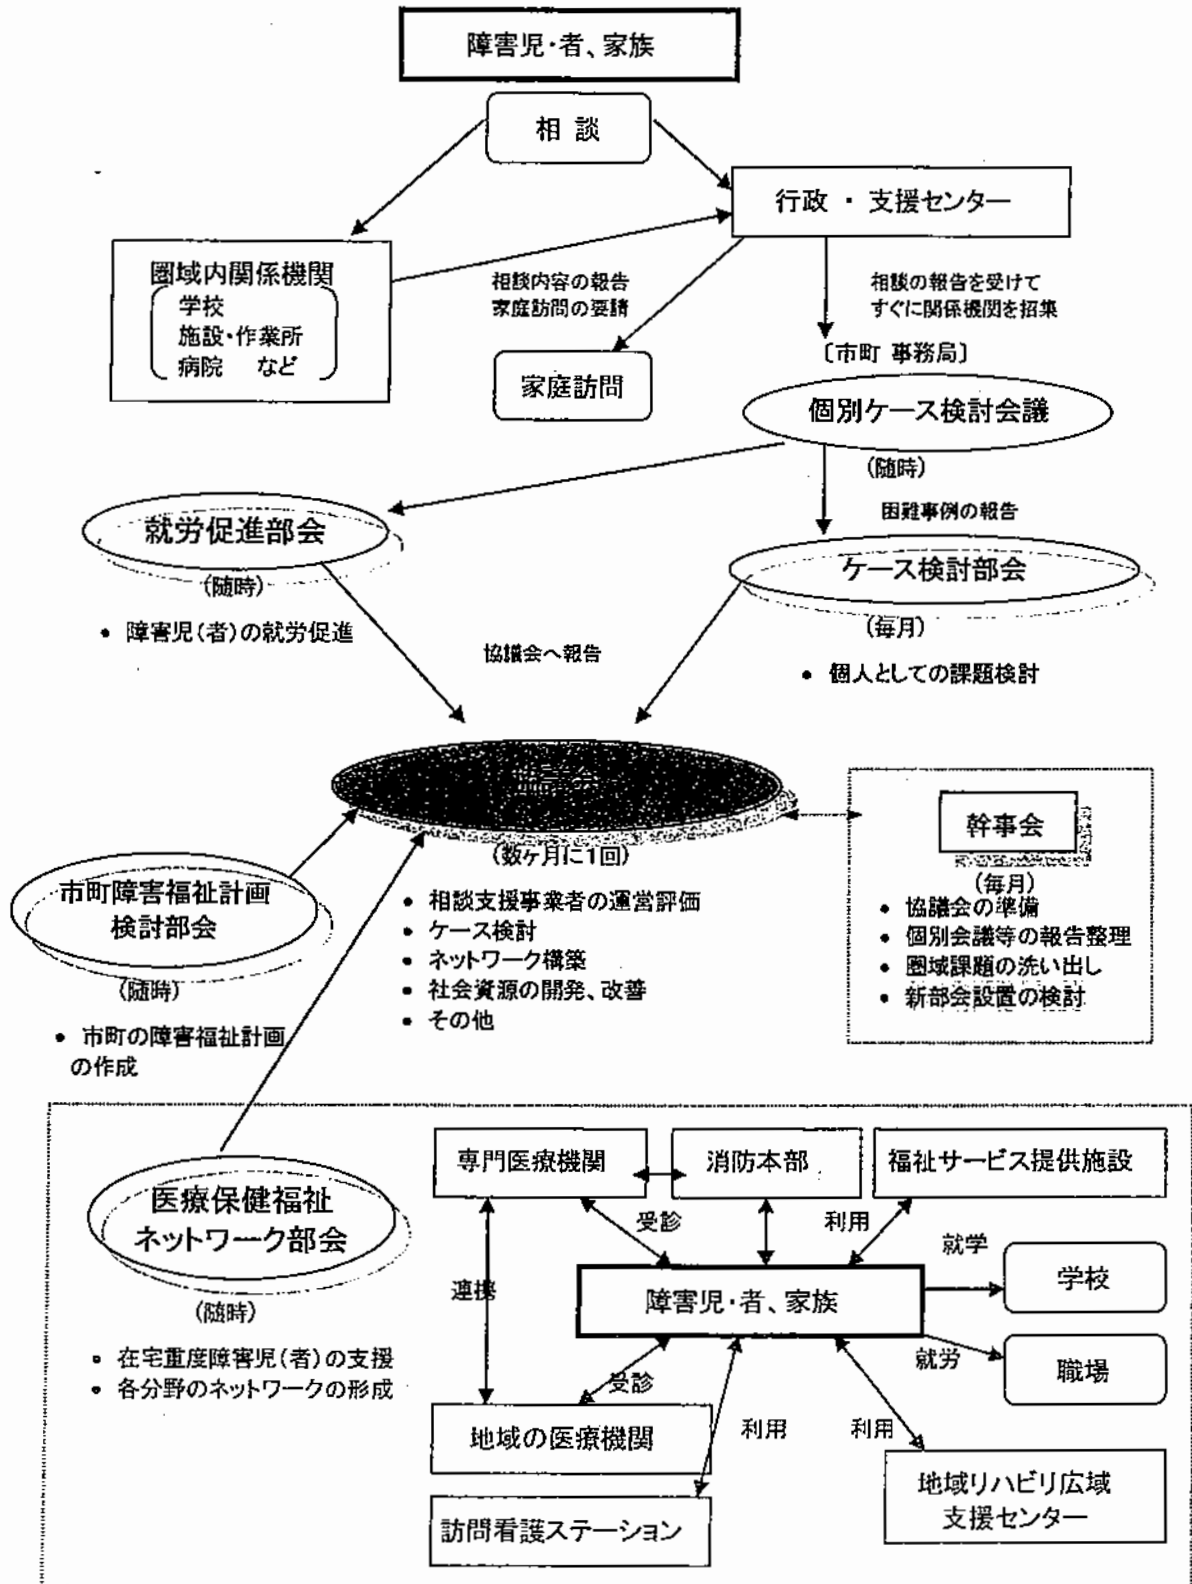 障害児・者、家族
相 談
行政 ・ 支援センター
圏域内関係機関
学校
施設・作業所
病院 など
相談内容の報告
家庭訪問の要請
相談の報告を受けて
すぐに関係機関を招集
家庭訪問
〔市町 事務局〕
個別ケース検討会議
(随時)
困難事例の報告
就労促進部会
(随時)
• 障害児(者)の就労促進
ケース検討部会
(毎月)
• 個人としての課題検討
協議会へ報告
(数ヶ月に1回)
• 相談支援事業者の運営評価
• ケース検討
• ネットワーク構築
• 社会資源の開発、改善
• その他
幹事会
(毎月)
• 協議会の準備
• 個別会議等の報告整理
• 圏域課題の洗い出し
• 新部会設置の検討
市町障害福祉計画
検討部会
(随時)
• 市町の障害福祉計画
の作成
医療保健福祉
ネットワーク部会
(随時)
• 在宅重度障害児(者)の支援
• 各分野のネットワークの形成
専門医療機関
消防本部
福祉サービス提供施設
受診
利用
就学
連携
障害児・者、家族
学校
就労
職場
受診
地域の医療機関
利用
利用
訪問看護ステーション
地域リハビリ広域
支援センター